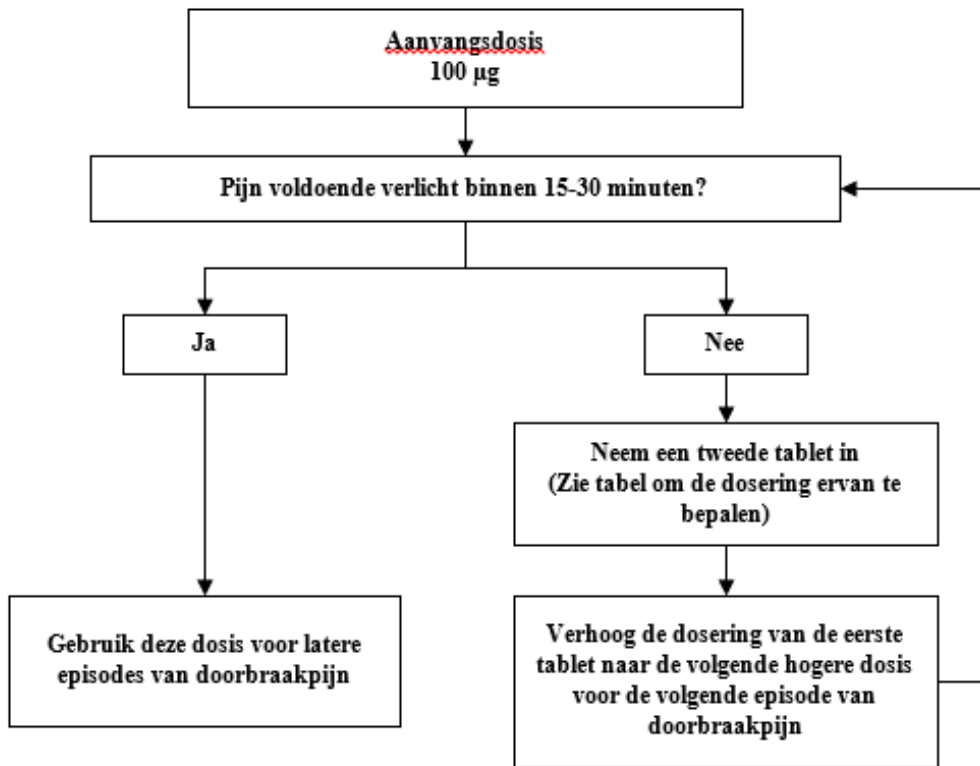 Aanvangsdosis
100 µg
Pijn voldoende verlicht binnen 15-30 minuten?
Ja
Nee
Neem een tweede tablet in
(Zie tabel om de dosering ervan te
bepalen)
Gebruik deze dosis voor latere
episodes van doorbraakpijn
Verhoog de dosering van de eerste
tablet naar de volgende hogere dosis
voor de volgende episode van
doorbraakpijn